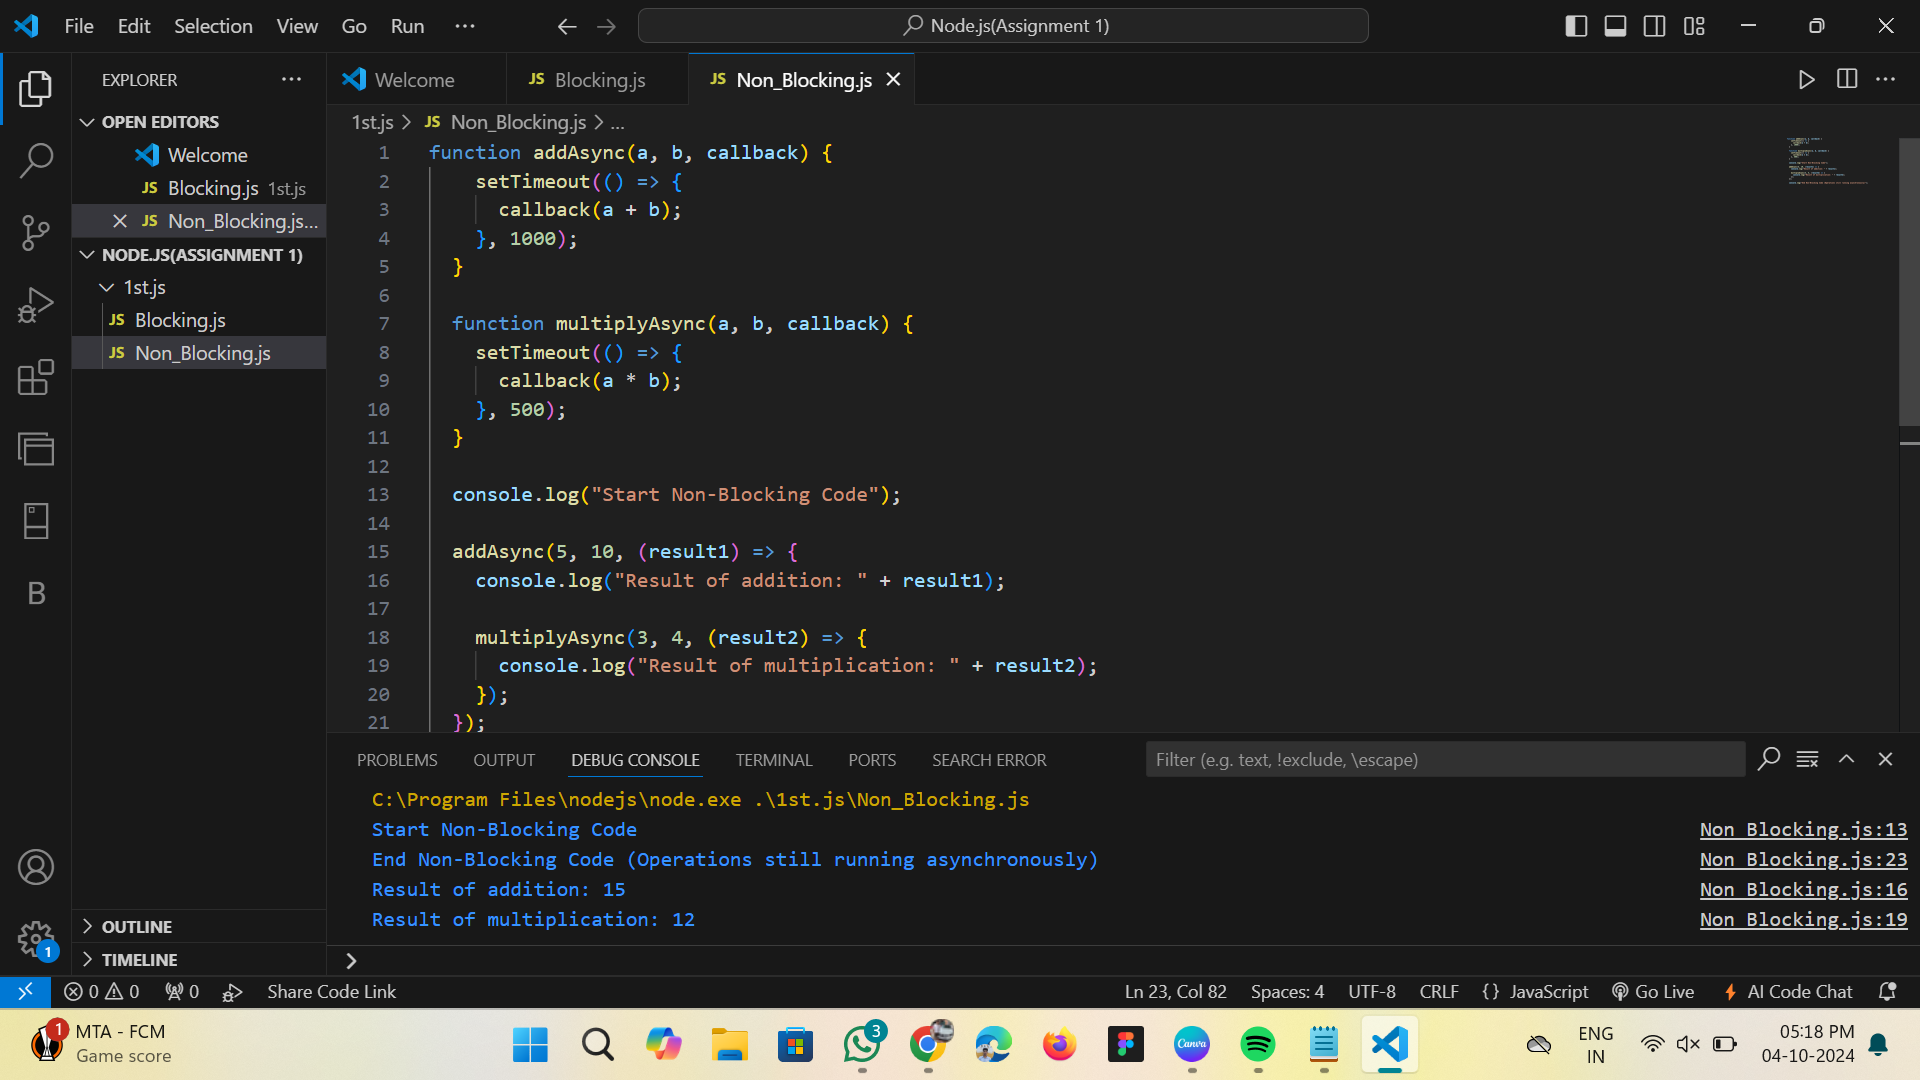 File Edit Selection View Go Run ··· Node.js(Assignment 1)
EXPLORER ···
OPEN EDITORS
Welcome
JS Blocking.js 1st.js
JS Non_Blocking.js...
NODE.JS(ASSIGNMENT 1)
1st.js
JS Blocking.js
JS Non_Blocking.js
B
1
OUTLINE
TIMELINE
Welcome JS Blocking.js JS Non_Blocking.js
1st.js > JS Non_Blocking.js > ...
1 function addAsync(a, b, callback) {
2 setTimeout(() => {
3 callback(a + b);
4 }, 1000);
5 }
6
7 function multiplyAsync(a, b, callback) {
8 setTimeout(() => {
9 callback(a * b);
10 }, 500);
11 }
12
13 console.log("Start Non-Blocking Code");
14
15 addAsync(5, 10, (result1) => {
16 console.log("Result of addition: " + result1);
17
18 multiplyAsync(3, 4, (result2) => {
19 console.log("Result of multiplication: " + result2);
20 });
21 });
PROBLEMS OUTPUT DEBUG CONSOLE TERMINAL PORTS SEARCH ERROR Filter (e.g. text, !exclude, \escape)
C:\Program Files\nodejs\node.exe .\1st.js\Non_Blocking.js
Start Non-Blocking Code Non_Blocking.js:13
End Non-Blocking Code (Operations still running asynchronously) Non_Blocking.js:23
Result of addition: 15 Non_Blocking.js:16
Result of multiplication: 12 Non_Blocking.js:19
>
0 0 0 Share Code Link Ln 23, Col 82 Spaces: 4 UTF-8 CRLF {} JavaScript Go Live AI Code Chat
1 MTA - FCM
Game score
3
Canva
ENG
IN
05:18 PM
04-10-2024